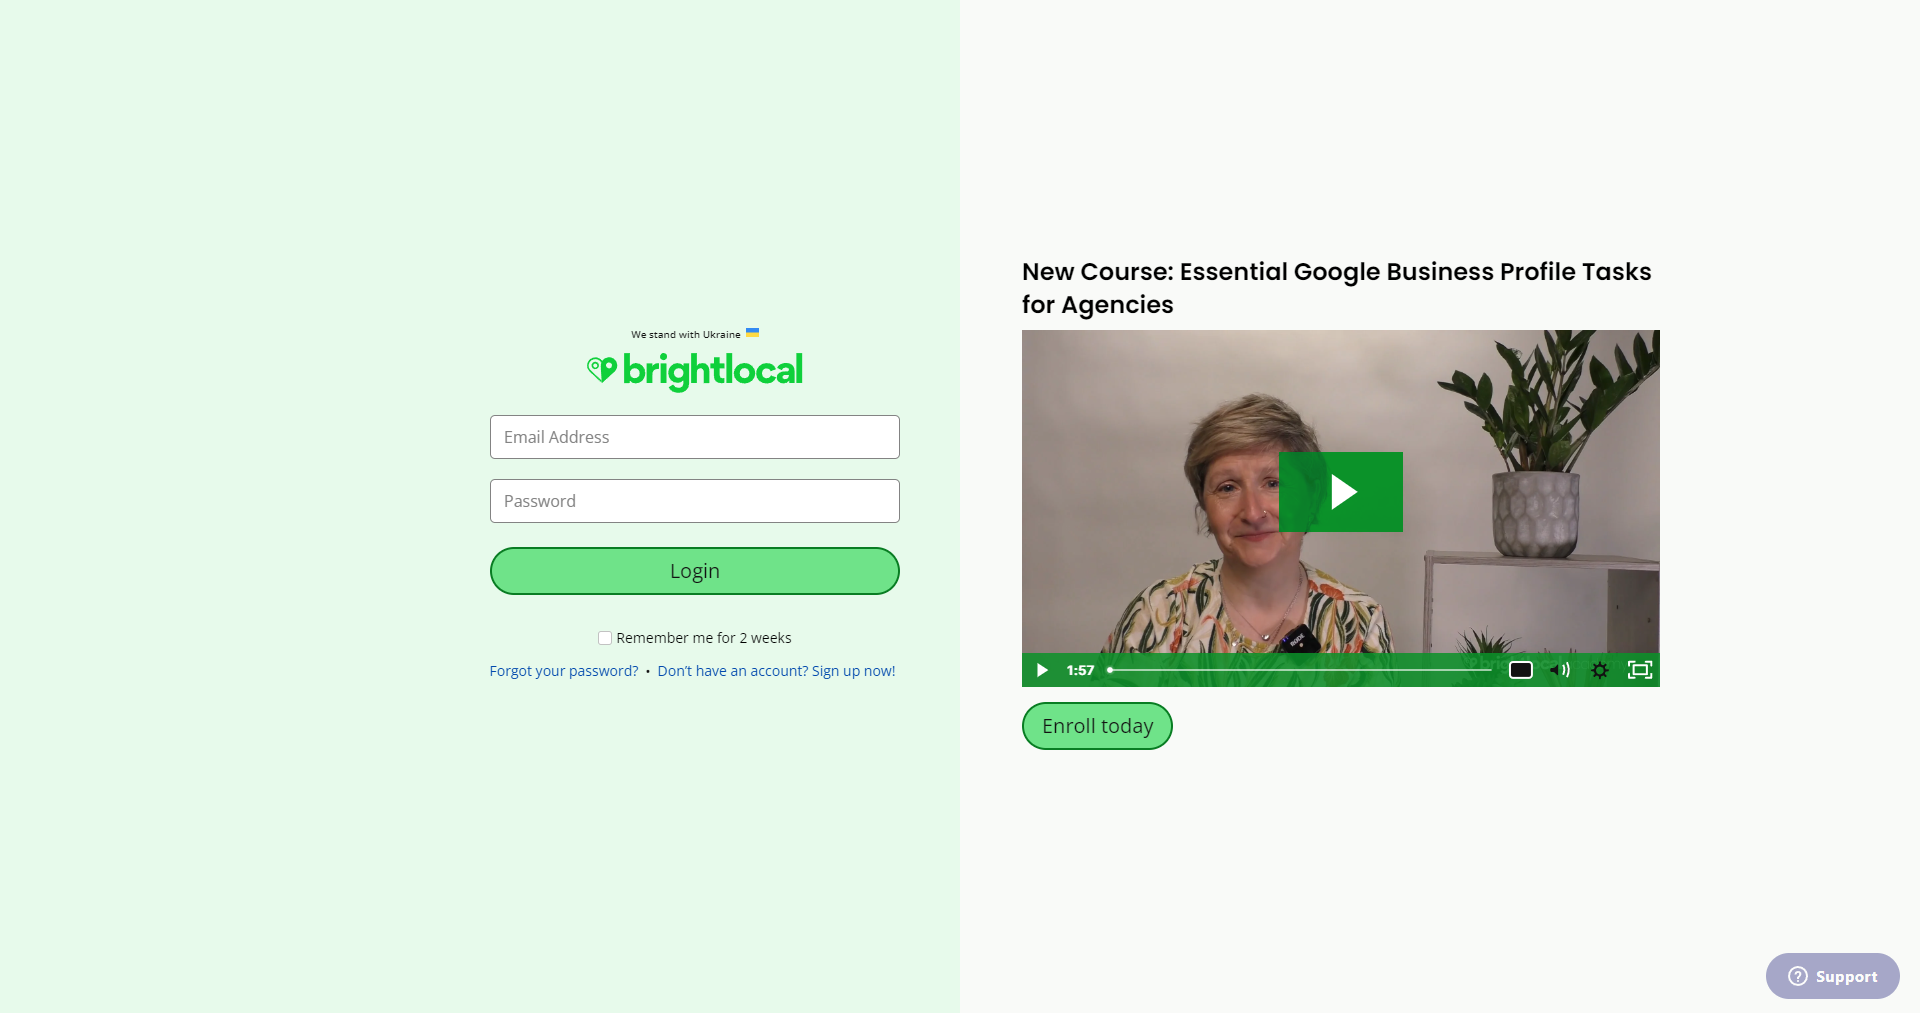 We stand with Ukraine
brightlocal
Email Address
Password
Login
Remember me for 2 weeks
Forgot your password? • Don't have an account? Sign up now!
New Course: Essential Google Business Profile Tasks
for Agencies
RODE
1:57
Enroll today
Support